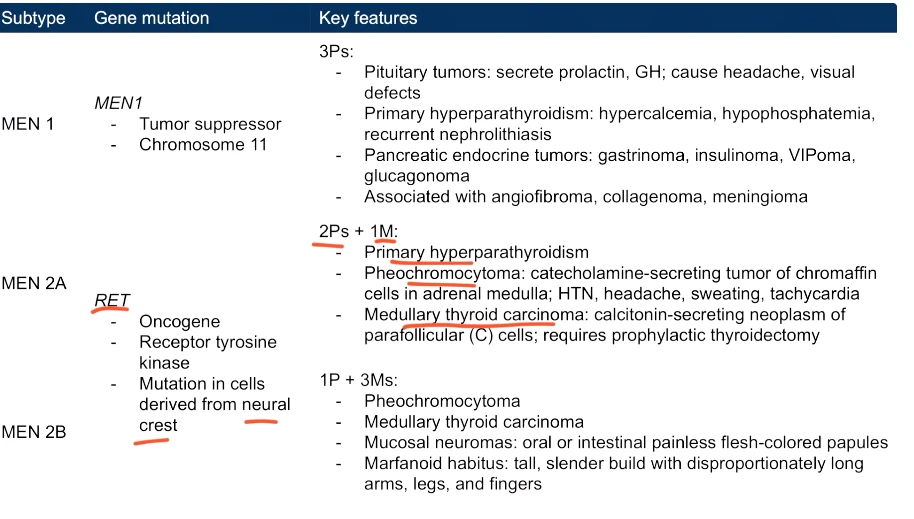 Subtype Gene mutation Key features
MEN 1
MEN1
- Tumor suppressor
- Chromosome 11
3Ps:
- Pituitary tumors: secrete prolactin, GH; cause headache, visual
defects
- Primary hyperparathyroidism: hypercalcemia, hypophosphatemia,
recurrent nephrolithiasis
- Pancreatic endocrine tumors: gastrinoma, insulinoma, VIPoma,
glucagonoma
- Associated with angiofibroma, collagenoma, meningioma
MEN 2A
RET
- Oncogene
- Receptor tyrosine
kinase
- Mutation in cells
derived from neural
crest
2Ps + 1M:
- Primary hyperparathyroidism
- Pheochromocytoma: catecholamine-secreting tumor of chromaffin
cells in adrenal medulla; HTN, headache, sweating, tachycardia
- Medullary thyroid carcinoma: calcitonin-secreting neoplasm of
parafollicular (C) cells; requires prophylactic thyroidectomy
MEN 2B
1P + 3Ms:
- Pheochromocytoma
- Medullary thyroid carcinoma
- Mucosal neuromas: oral or intestinal painless flesh-colored papules
- Marfanoid habitus: tall, slender build with disproportionately long
arms, legs, and fingers